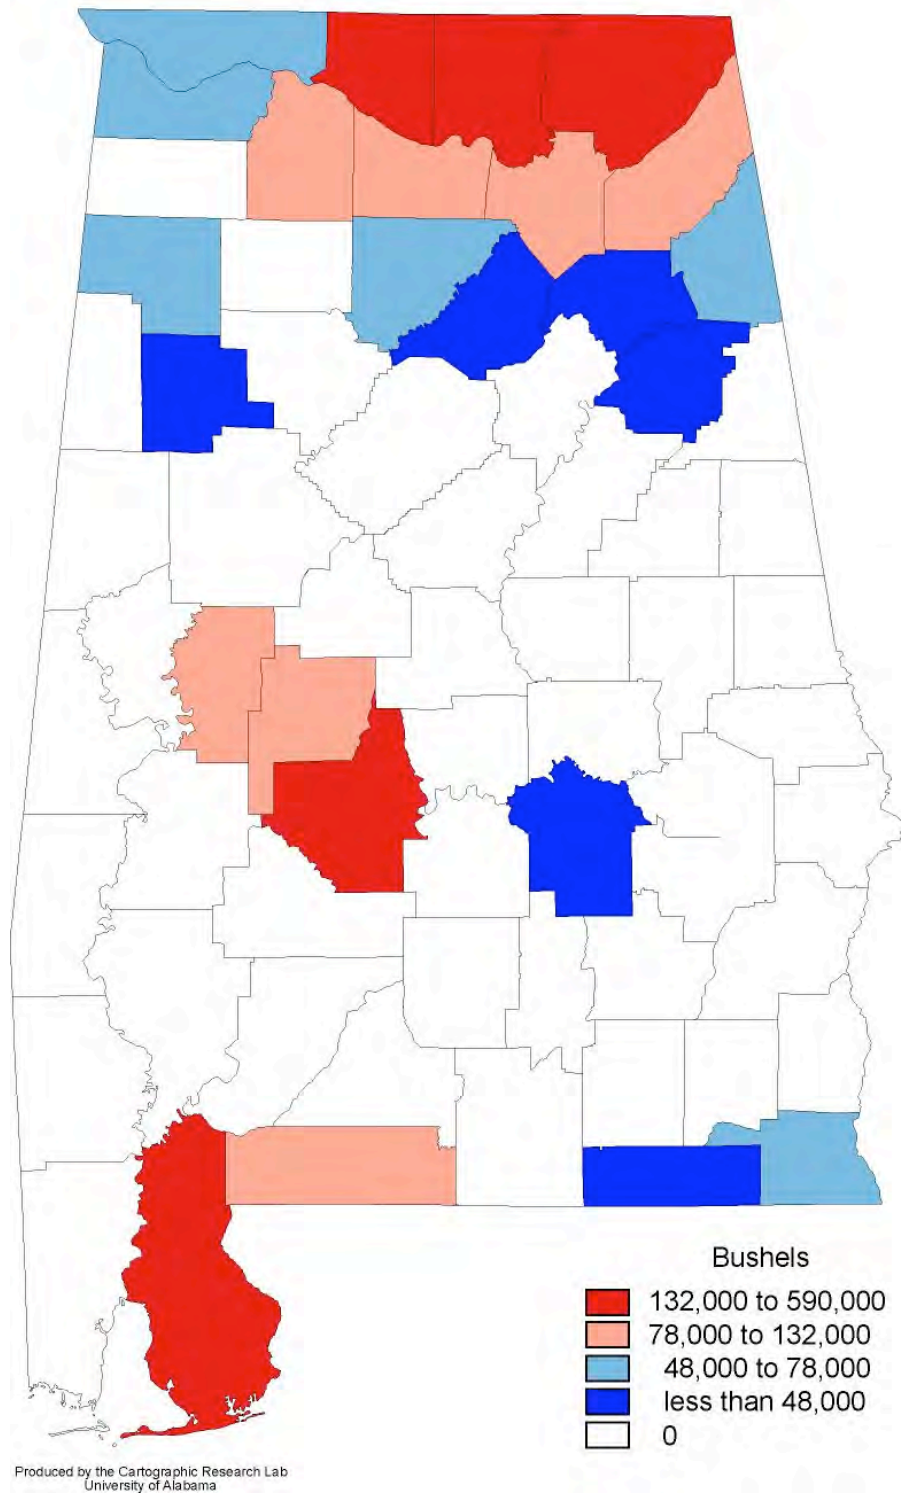 Bushels
132,000 to 590,000
78,000 to 132,000
48,000 to 78,000
less than 48,000
0
Produced by the Cartographic Research Lab
University of Alabama